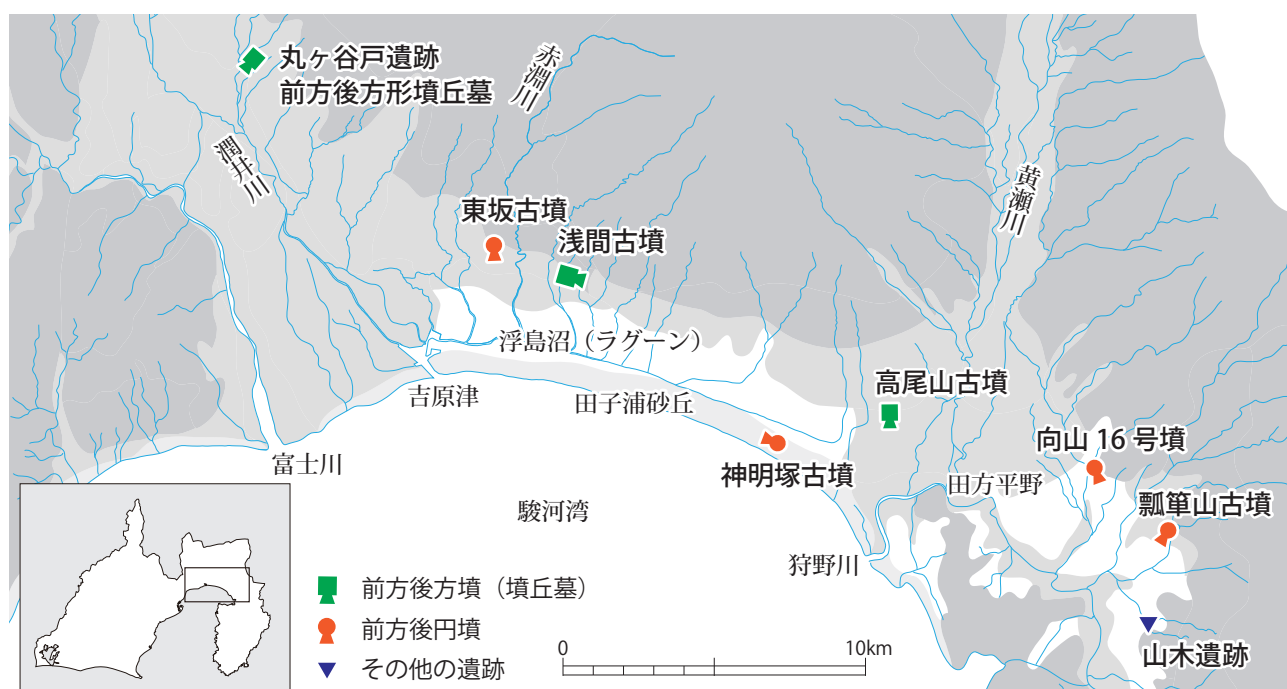 丸ヶ谷戸遺跡
前方後方形墳丘墓
赤淵川
潤井川
黄瀬川
東坂古墳
浅間古墳
浮島沼（ラグーン）
吉原津
田子浦砂丘
高尾山古墳
富士川
神明塚古墳
向山 16 号墳
田方平野
瓢箪山古墳
駿河湾
狩野川
山木遺跡
前方後方墳（墳丘墓）
前方後円墳
その他の遺跡
0
10km